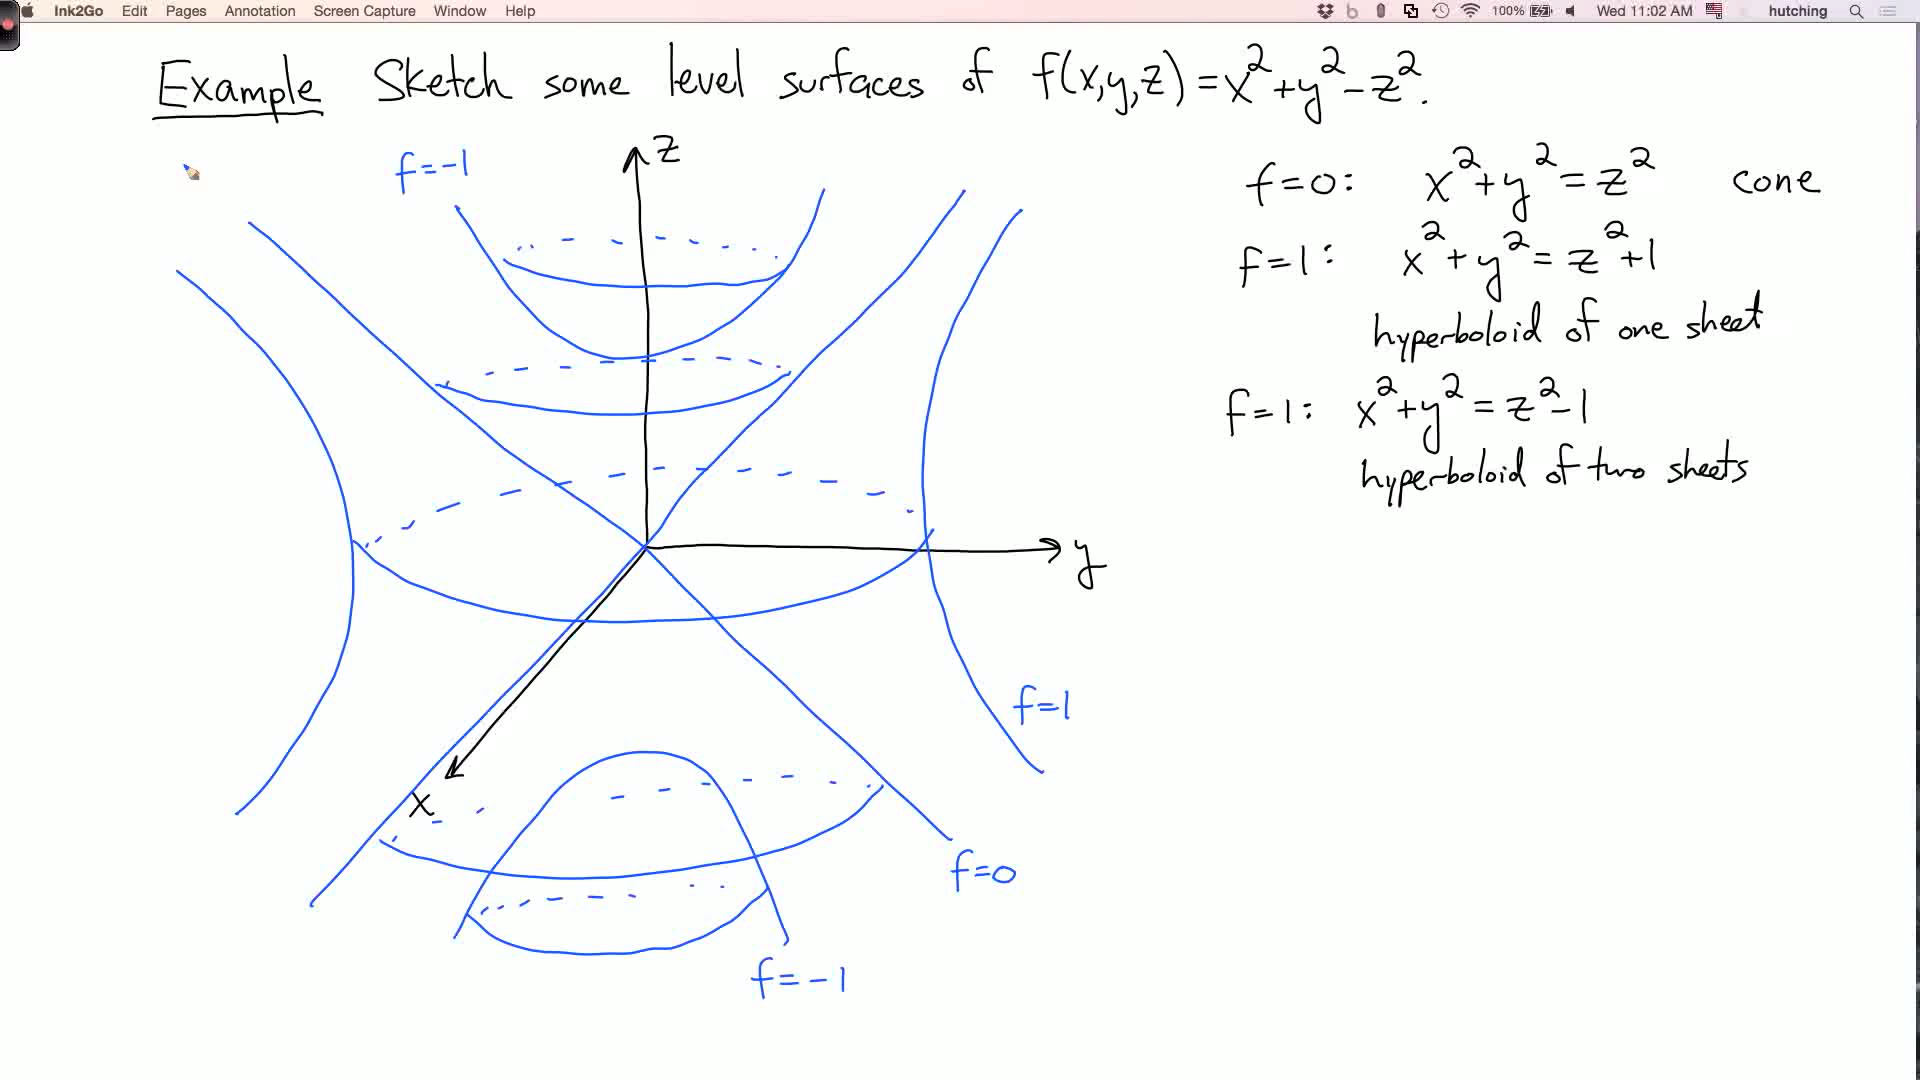 Ink2Go Edit Pages Annotation Screen Capture Window Help 100% Wed 11:02 AM hutching
Example Sketch some level surfaces of f(x,y,z) = x²+y²-z².
f=-1
z
f=0: x²+y²=z² cone
f=1: x²+y²=z²+1
hyperboloid of one sheet
f=1: x²+y²=z²-1
hyperboloid of two sheets
y
f=1
x
f=0
f=-1